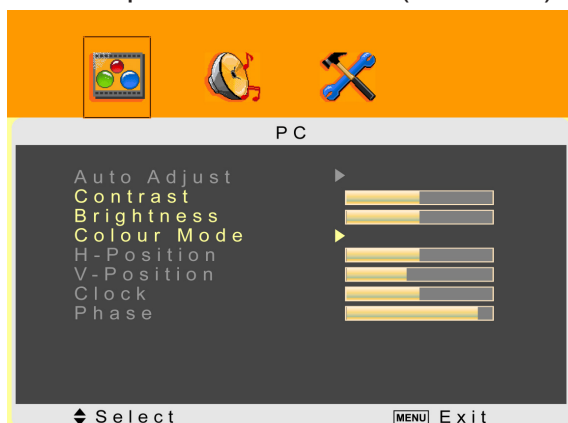 PC
Auto Adjust
Contrast
Brightness
Colour Mode
H-Position
V-Position
Clock
Phase
Select MENU Exit